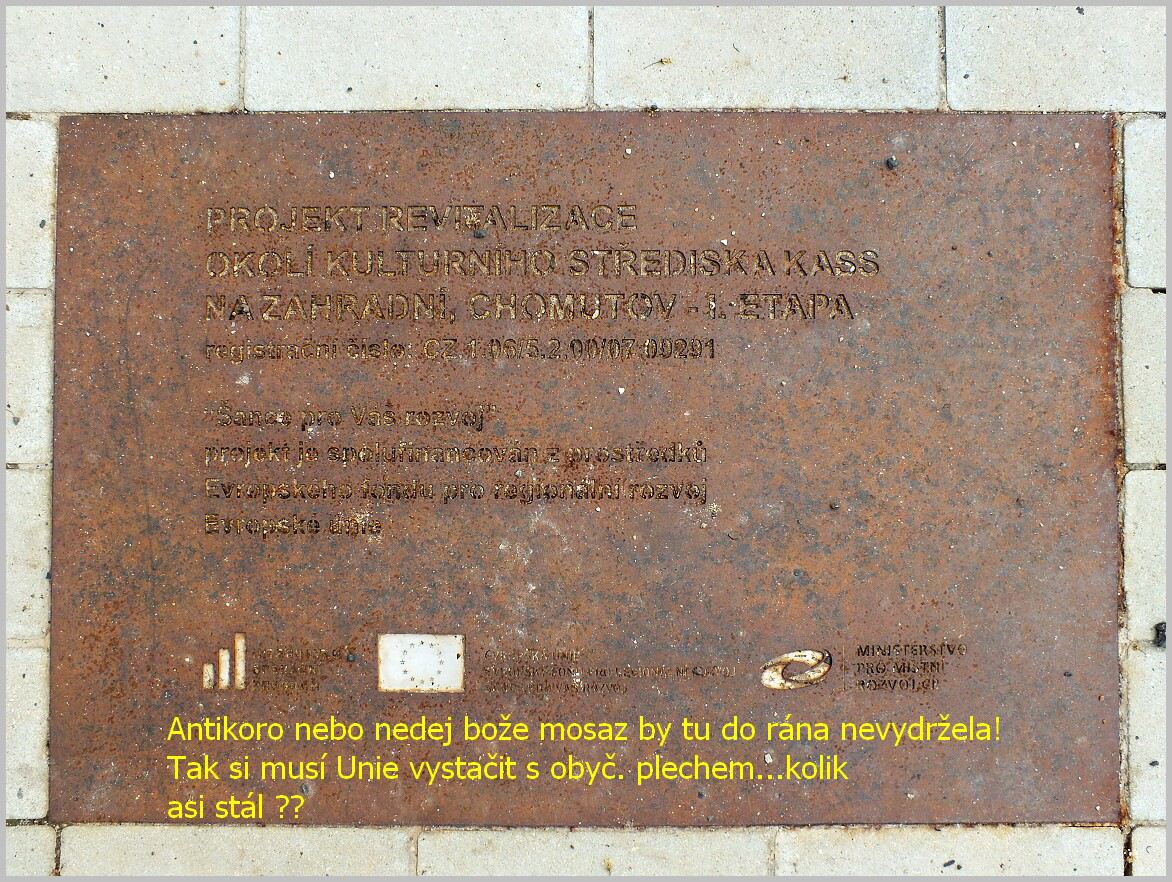 PROJEKT REVITALIZACE
OKOLÍ KULTURNÍHO STŘEDISKA KASS
NA ZAHRADNÍ, CHOMUTOV - I. ETAPA
registrační číslo: CZ.1.06/5.2.00/07.09291
"Šance pro Váš rozvoj"
projekt je spolufinancován z prostředků
Evropského fondu pro regionální rozvoj
Evropské unie
EVROPSKÁ UNIE
MINISTERSTVO
PRO MÍSTNÍ
ROZVOJ ČR
Antikoro nebo nedej bože mosaz by tu do rána nevydržela!
Tak si musí Unie vystačit s obyč. plechem...kolik
asi stál ??